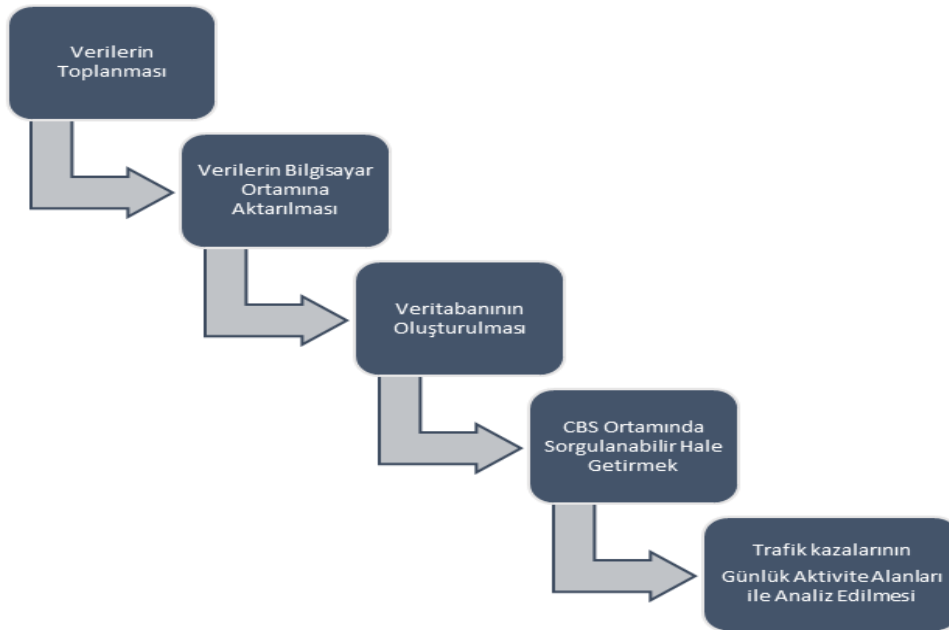 Verilerin
Toplanması
Verilerin Bilgisayar
Ortamına
Aktarılması
Veritabanının
Oluşturulması
CBS Ortamında
Sorgulanabilir Hale
Getirmek
Trafik kazalarının
Günlük Aktivite Alanları
ile Analiz Edilmesi